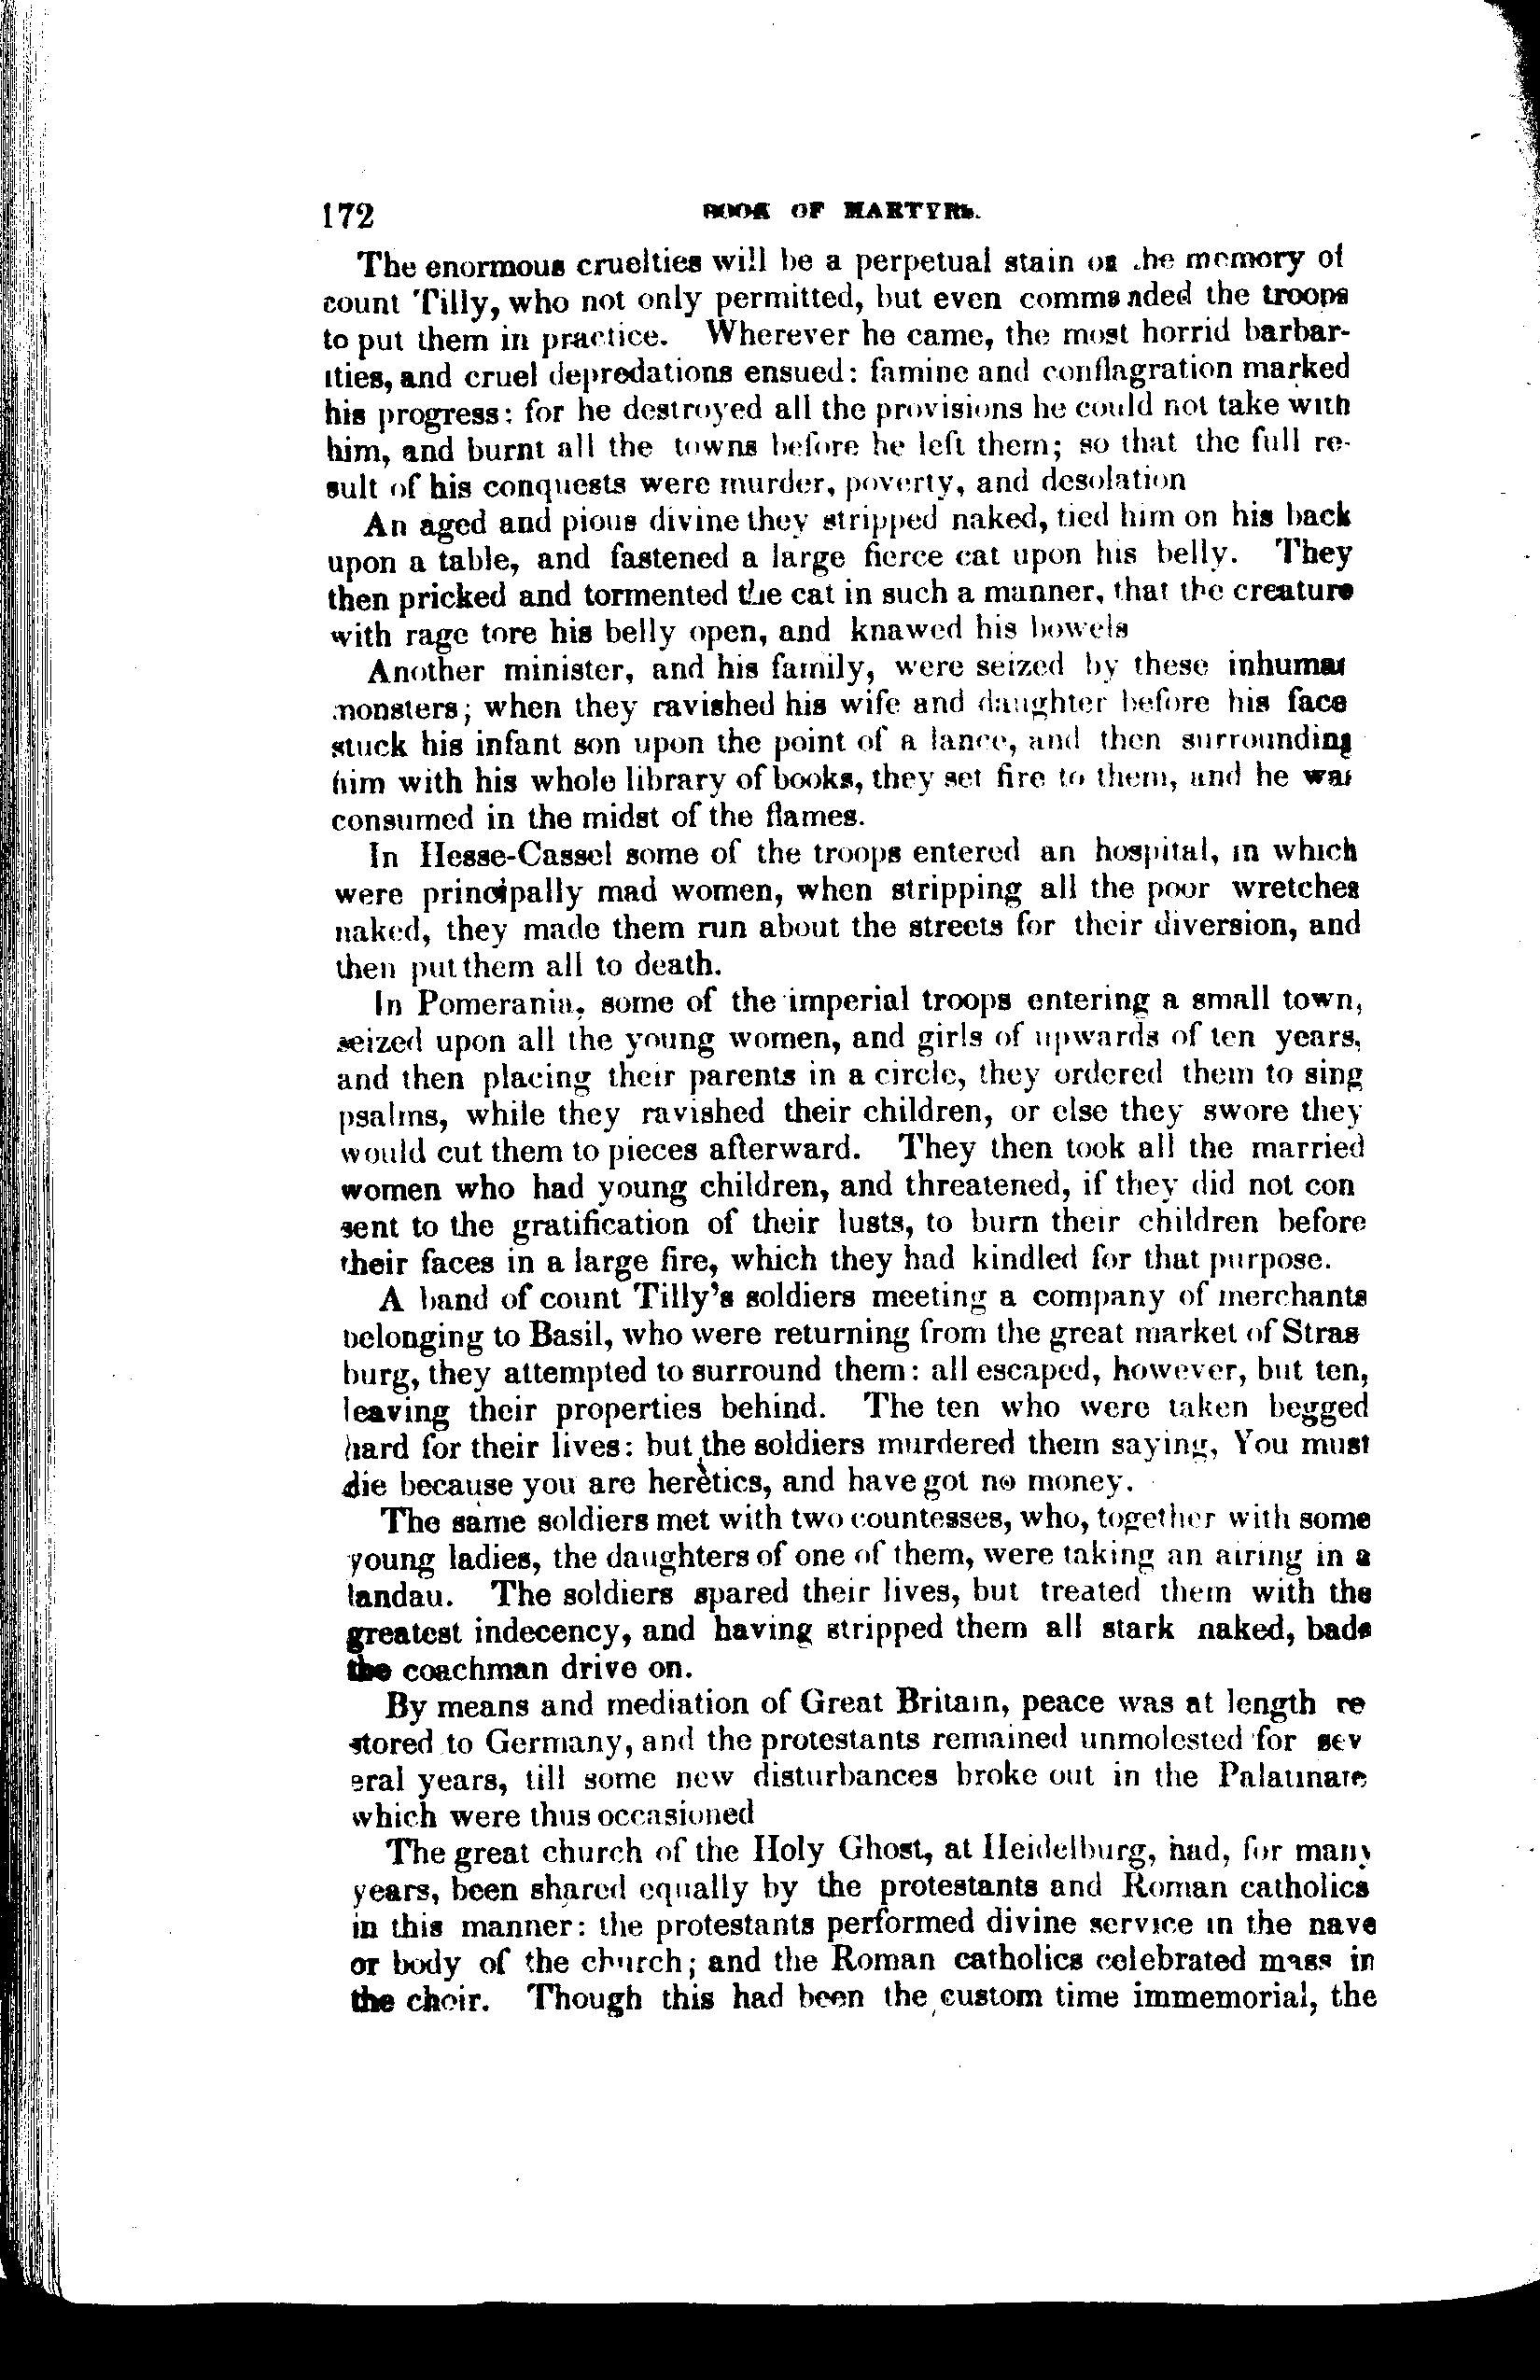 172 BOOK OF MARTYRS.
The enormous cruelties will be a perpetual stain on the memory of
count Tilly, who not only permitted, but even commanded the troops
to put them in practice. Wherever he came, the most horrid barbar-
ities, and cruel depredations ensued: famine and conflagration marked
his progress: for he destroyed all the provisions he could not take with
him, and burnt all the towns before he left them; so that the full re-
sult of his conquests were murder, poverty, and desolation
An aged and pious divine they stripped naked, tied him on his back
upon a table, and fastened a large fierce cat upon his belly. They
then pricked and tormented the cat in such a manner, that the creature
with rage tore his belly open, and knawed his bowels
Another minister, and his family, were seized by these inhuman
monsters; when they ravished his wife and daughter before his face
stuck his infant son upon the point of a lance, and then surrounding
him with his whole library of books, they set fire to them, and he was
consumed in the midst of the flames.
In Hesse-Cassel some of the troops entered an hospital, in which
were principally mad women, when stripping all the poor wretches
naked, they made them run about the streets for their diversion, and
then put them all to death.
In Pomerania, some of the imperial troops entering a small town,
seized upon all the young women, and girls of upwards of ten years,
and then placing their parents in a circle, they ordered them to sing
psalms, while they ravished their children, or else they swore they
would cut them to pieces afterward. They then took all the married
women who had young children, and threatened, if they did not con
sent to the gratification of their lusts, to burn their children before
their faces in a large fire, which they had kindled for that purpose.
A band of count Tilly's soldiers meeting a company of merchants
belonging to Basil, who were returning from the great market of Stras
burg, they attempted to surround them: all escaped, however, but ten,
leaving their properties behind. The ten who were taken begged
hard for their lives: but the soldiers murdered them saying, You must
die because you are heretics, and have got no money.
The same soldiers met with two countesses, who, together with some
young ladies, the daughters of one of them, were taking an airing in a
landau. The soldiers spared their lives, but treated them with the
greatest indecency, and having stripped them all stark naked, bade
the coachman drive on.
By means and mediation of Great Britain, peace was at length re
stored to Germany, and the protestants remained unmolested for sev
eral years, till some new disturbances broke out in the Palatinate
which were thus occasioned
The great church of the Holy Ghost, at Heidelburg, had, for many
years, been shared equally by the protestants and Roman catholics
in this manner: the protestants performed divine service in the nave
or body of the church; and the Roman catholics celebrated mass in
the choir. Though this had been the custom time immemorial, the